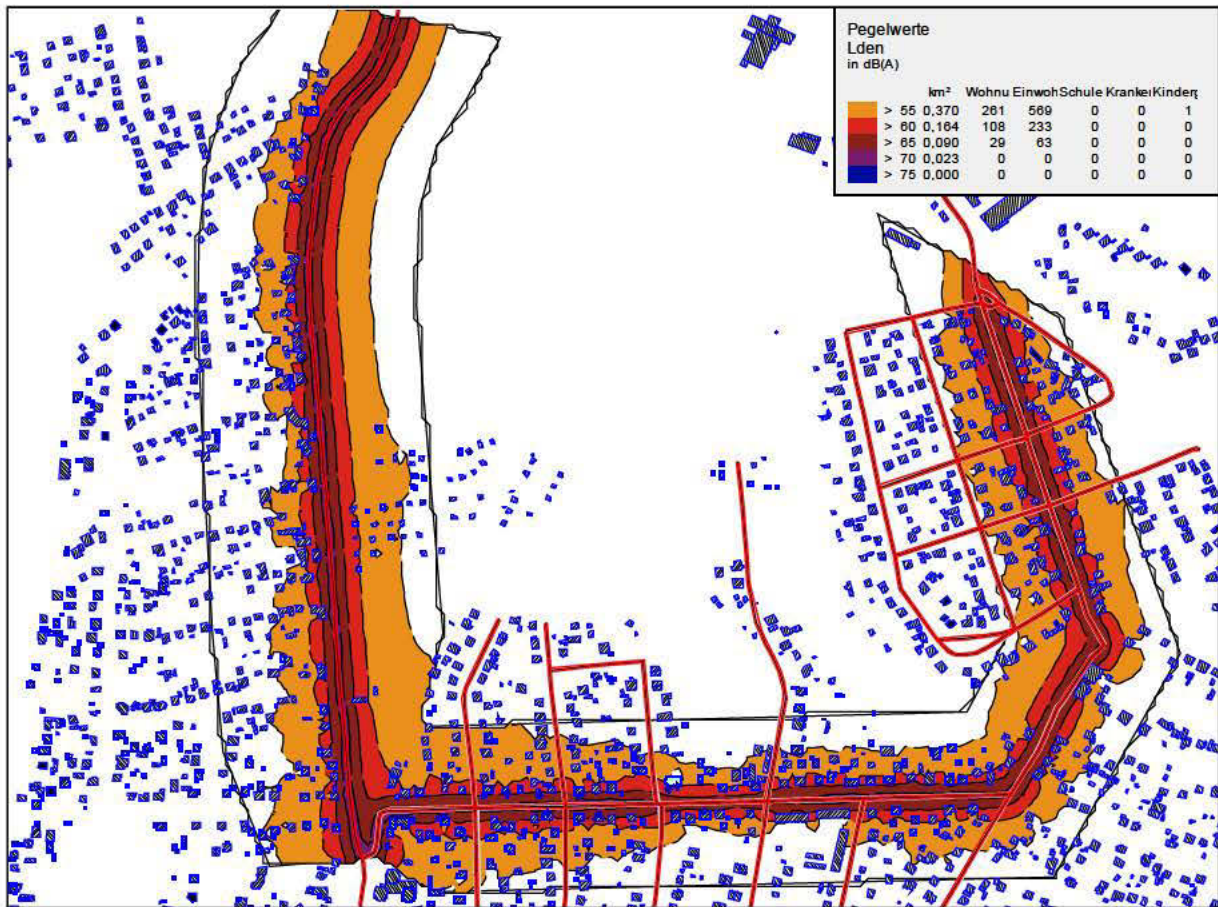 Pegelwerte
Lden
in dB(A)
km² Wohnu Einwoh Schule Kranke Kinderg
> 55 0,370 261 569 0 0 1
> 60 0,164 108 233 0 0 0
> 65 0,090 29 63 0 0 0
> 70 0,023 0 0 0 0 0
> 75 0,000 0 0 0 0 0